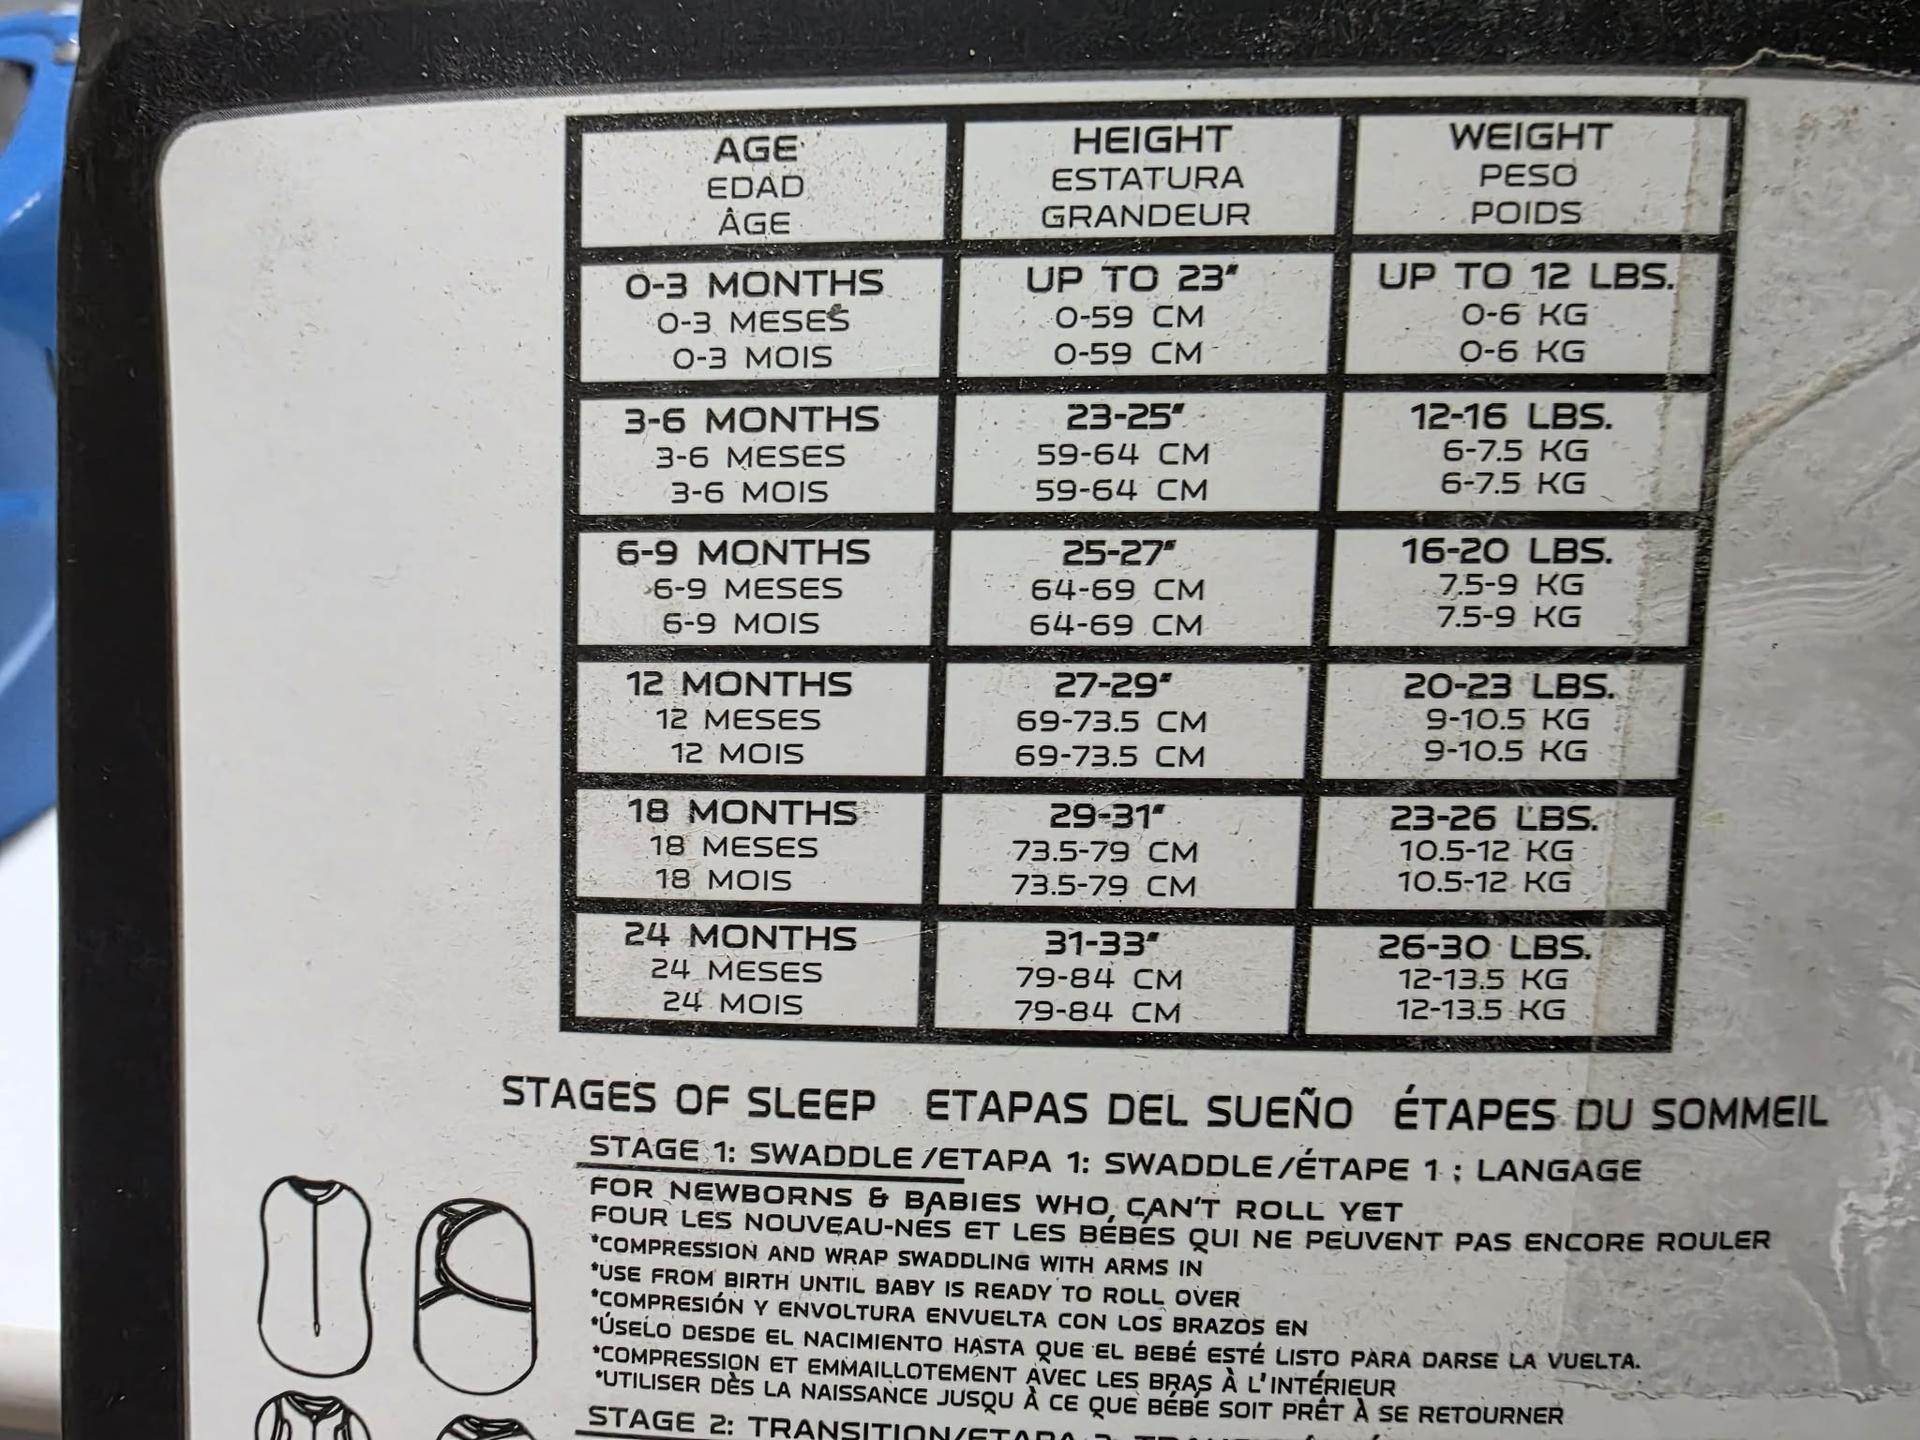 AGE
EDAD
ÂGE
HEIGHT
ESTATURA
GRANDEUR
WEIGHT
PESO
POIDS
0-3 MONTHS
0-3 MESES
0-3 MOIS
UP TO 23"
0-59 CM
0-59 CM
UP TO 12 LBS.
0-6 KG
0-6 KG
3-6 MONTHS
3-6 MESES
3-6 MOIS
23-25"
59-64 CM
59-64 CM
12-16 LBS.
6-7.5 KG
6-7.5 KG
6-9 MONTHS
6-9 MESES
6-9 MOIS
25-27"
64-69 CM
64-69 CM
16-20 LBS.
7.5-9 KG
7.5-9 KG
12 MONTHS
12 MESES
12 MOIS
27-29"
69-73.5 CM
69-73.5 CM
20-23 LBS.
9-10.5 KG
9-10.5 KG
18 MONTHS
18 MESES
18 MOIS
29-31"
73.5-79 CM
73.5-79 CM
23-26 LBS.
10.5-12 KG
10.5-12 KG
24 MONTHS
24 MESES
24 MOIS
31-33"
79-84 CM
79-84 CM
26-30 LBS.
12-13.5 KG
12-13.5 KG
STAGES OF SLEEP ETAPAS DEL SUEÑO ÉTAPES DU SOMMEIL
STAGE 1: SWADDLE/ETAPA 1: SWADDLE/ÉTAPE 1 : LANGAGE
FOR NEWBORNS & BABIES WHO CAN'T ROLL YET
FOUR LES NOUVEAU-NÉS ET LES BÉBÉS QUI NE PEUVENT PAS ENCORE ROULER
*COMPRESSION AND WRAP SWADDLING WITH ARMS IN
*USE FROM BIRTH UNTIL BABY IS READY TO ROLL OVER
*COMPRESIÓN Y ENVOLTURA ENVUELTA CON LOS BRAZOS EN
*ÚSELO DESDE EL NACIMIENTO HASTA QUE EL BEBÉ ESTÉ LISTO PARA DARSE LA VUELTA.
*COMPRESSION ET EMMAILLOTEMENT AVEC LES BRAS À L'INTÉRIEUR
*UTILISER DÈS LA NAISSANCE JUSQU'À CE QUE BÉBÉ SOIT PRÊT À SE RETOURNER
STAGE 2: TRANSITION/ETAPA